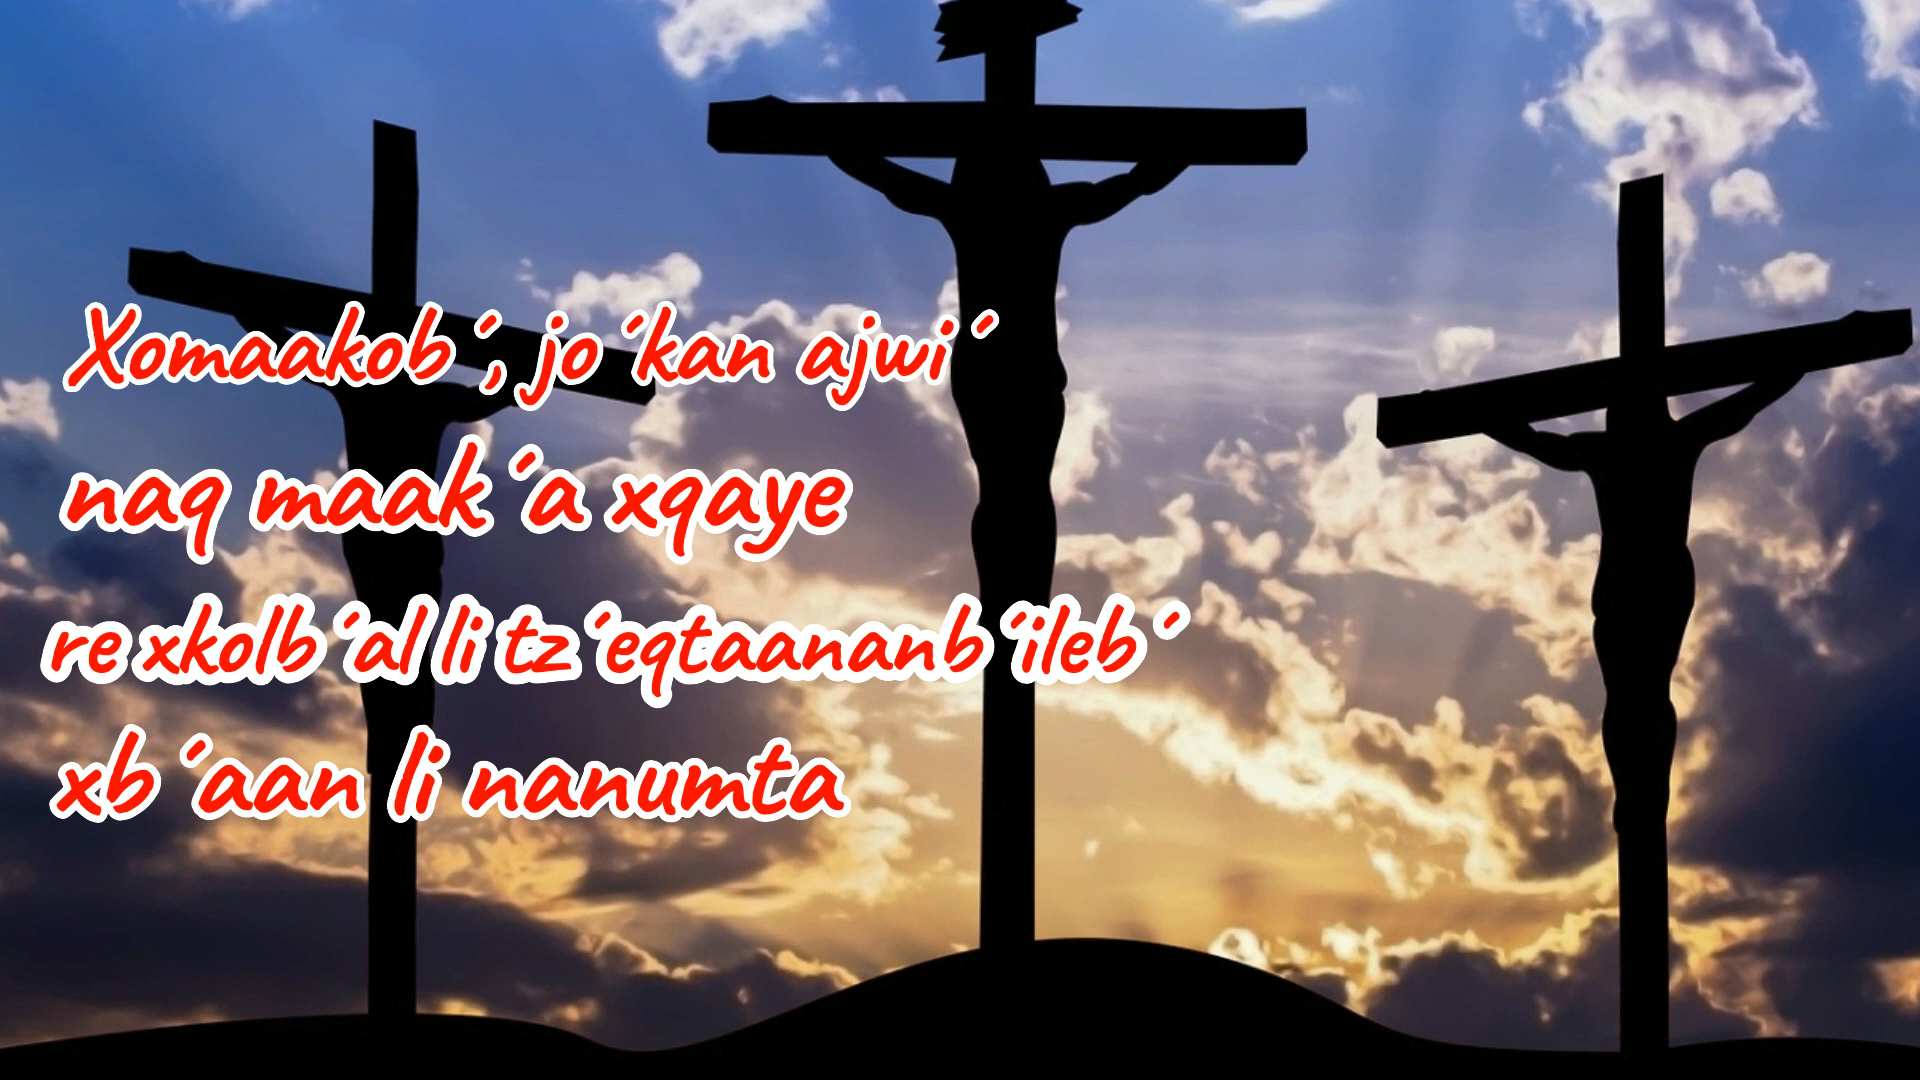 Xomaakob´, jo´kan ajwi´
naq maak´a xqaye
re xkolb´al li tz´eqtaananb´ileb´
xb´aan li nanumta